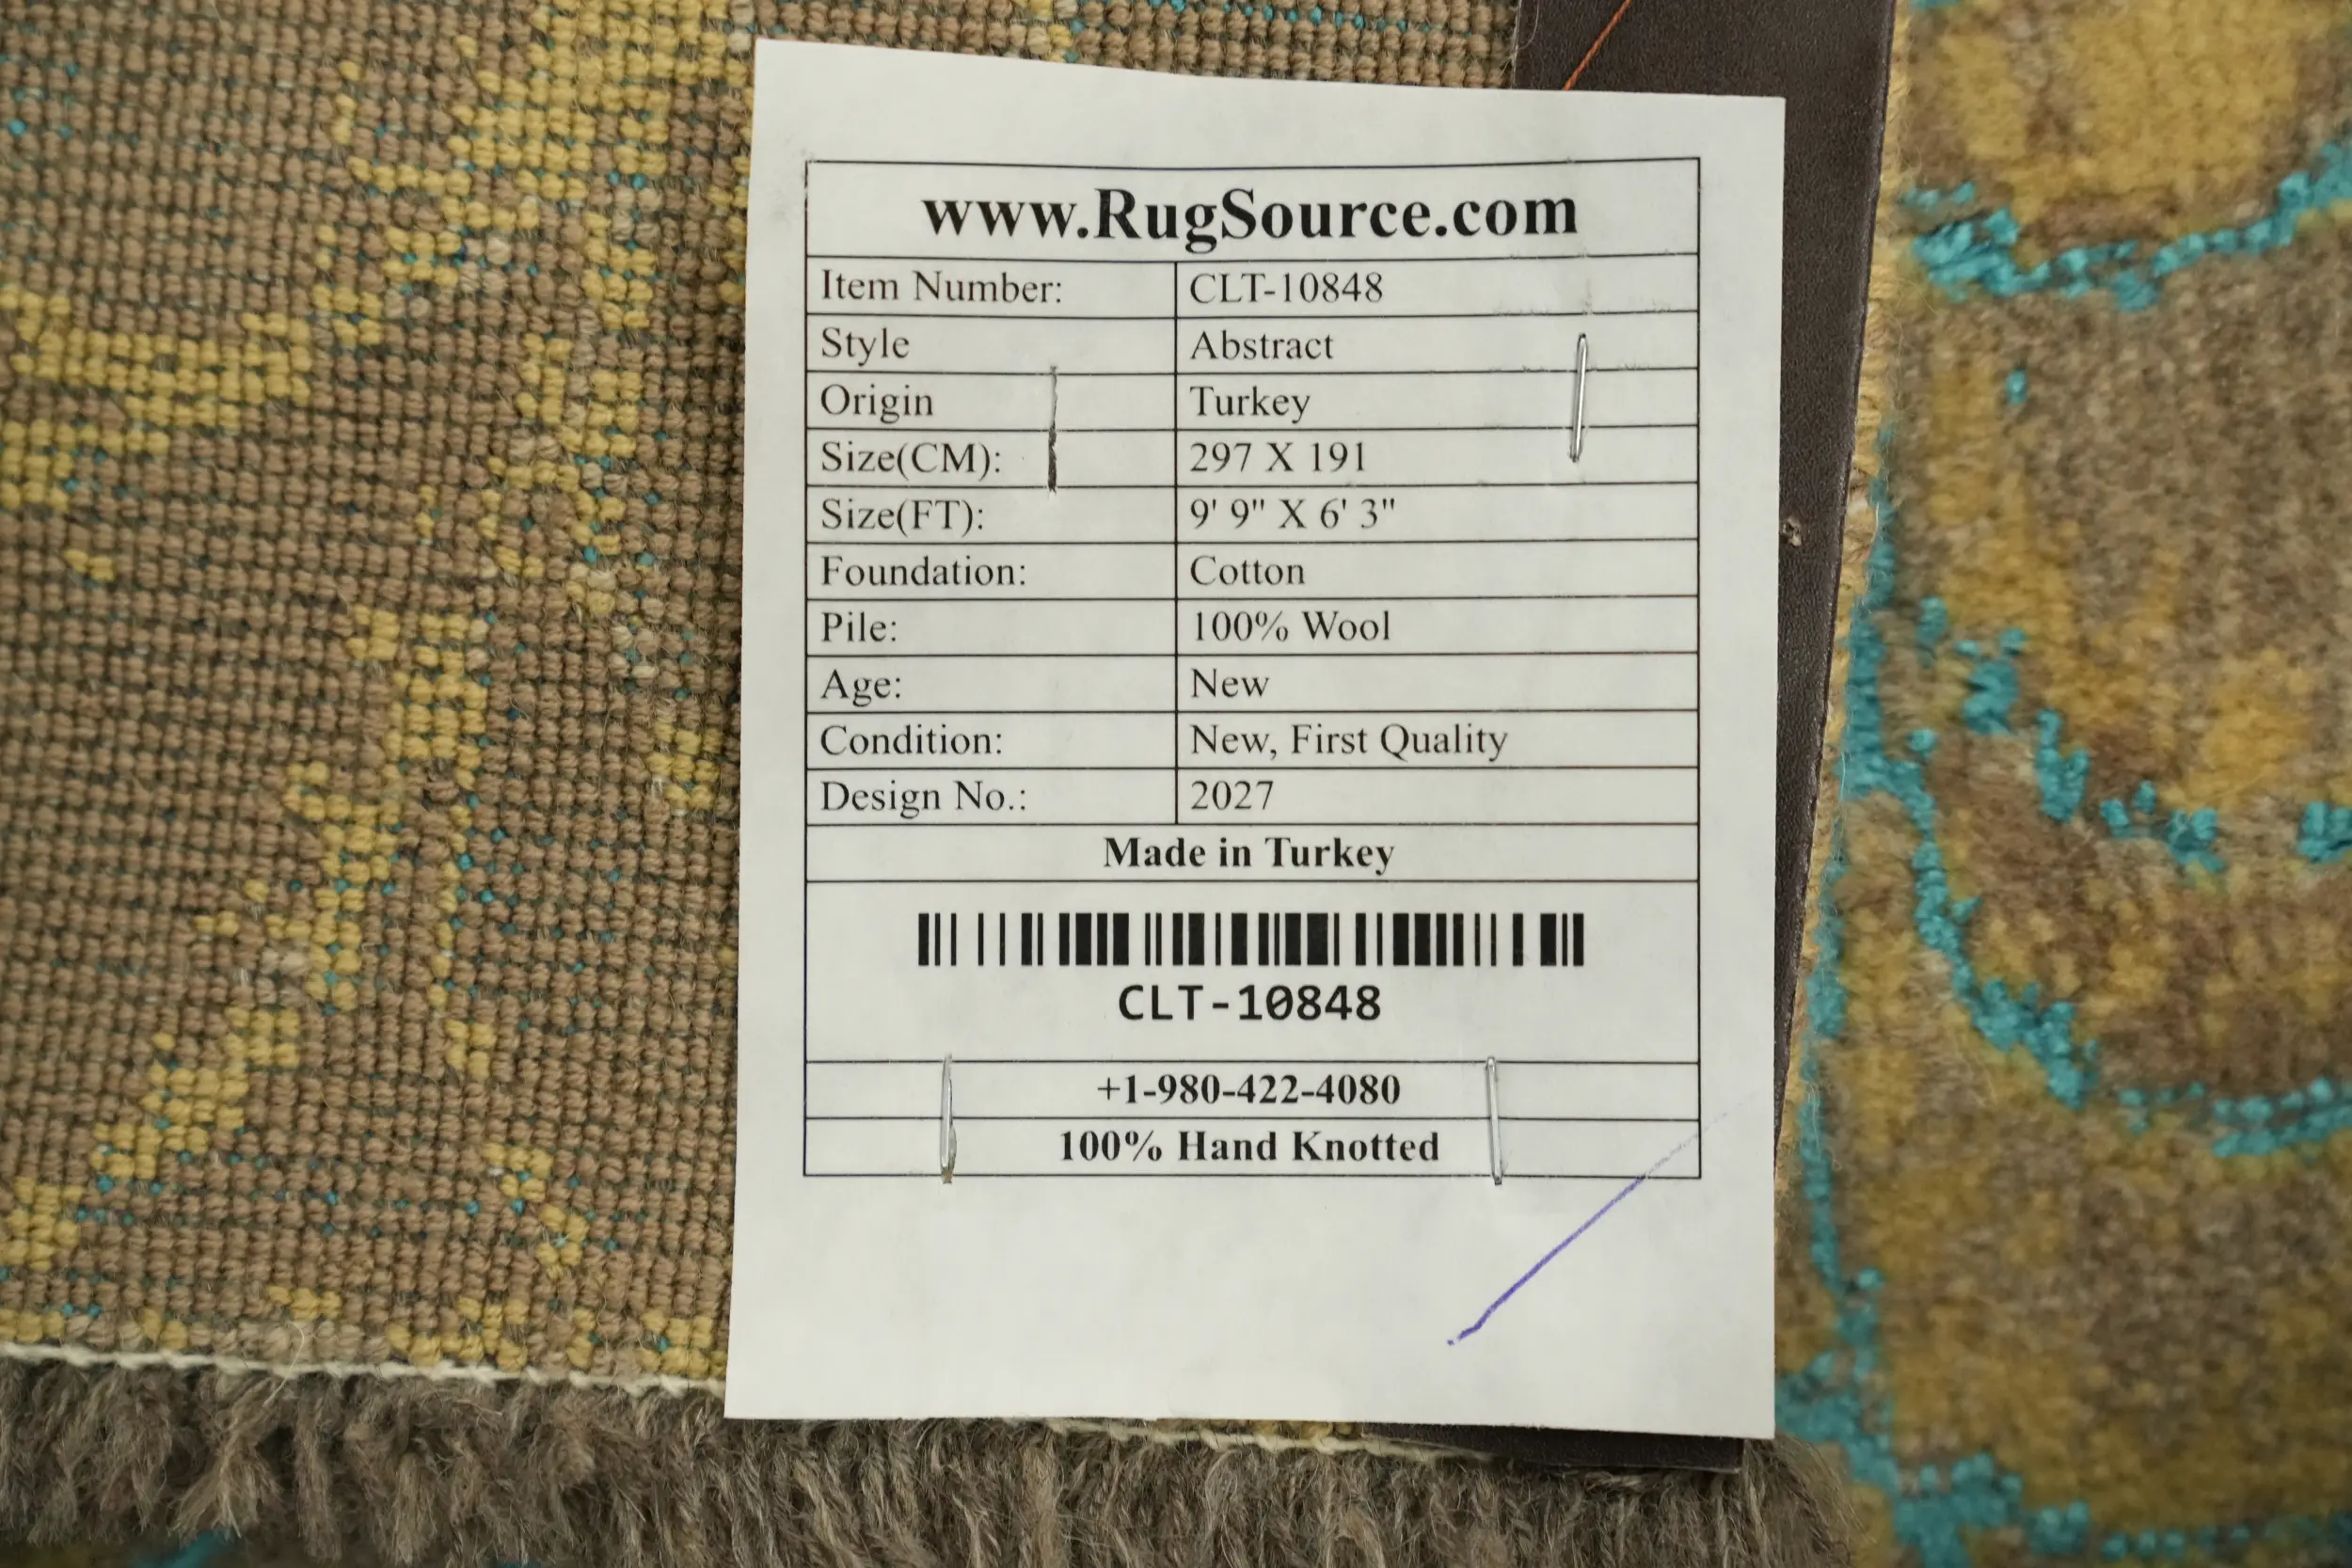 www.RugSource.com
Item Number: CLT-10848
Style Abstract
Origin Turkey
Size(CM): 297 X 191
Size(FT): 9' 9" X 6' 3"
Foundation: Cotton
Pile: 100% Wool
Age: New
Condition: New, First Quality
Design No.: 2027
Made in Turkey
CLT-10848
+1-980-422-4080
100% Hand Knotted